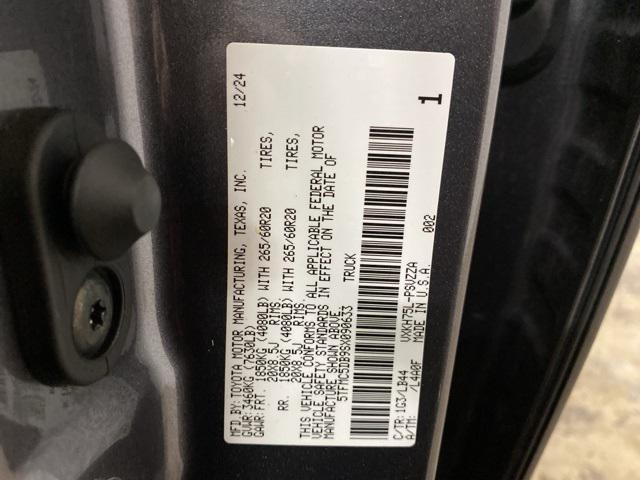 MFD.BY: TOYOTA MOTOR MANUFACTURING, TEXAS, INC. 12/24
GVWR: 3460KG (7630LB)
GAWR: FRT. 1850KG (4080LB) WITH 265/60R20 TIRES,
20X8.5J RIMS.
RR. 1850KG (4080LB) WITH 265/60R20 TIRES,
20X8.5J RIMS.
THIS VEHICLE CONFORMS TO ALL APPLICABLE FEDERAL MOTOR
VEHICLE SAFETY STANDARDS IN EFFECT ON THE DATE OF
MANUFACTURE SHOWN ABOVE.
5TFMC5DB9SX090633 TRUCK
C/TR: 1G3/LB44 VXKH75L-PSVZZA
A/TM: /L4A0F MADE IN U.S.A.
002
1